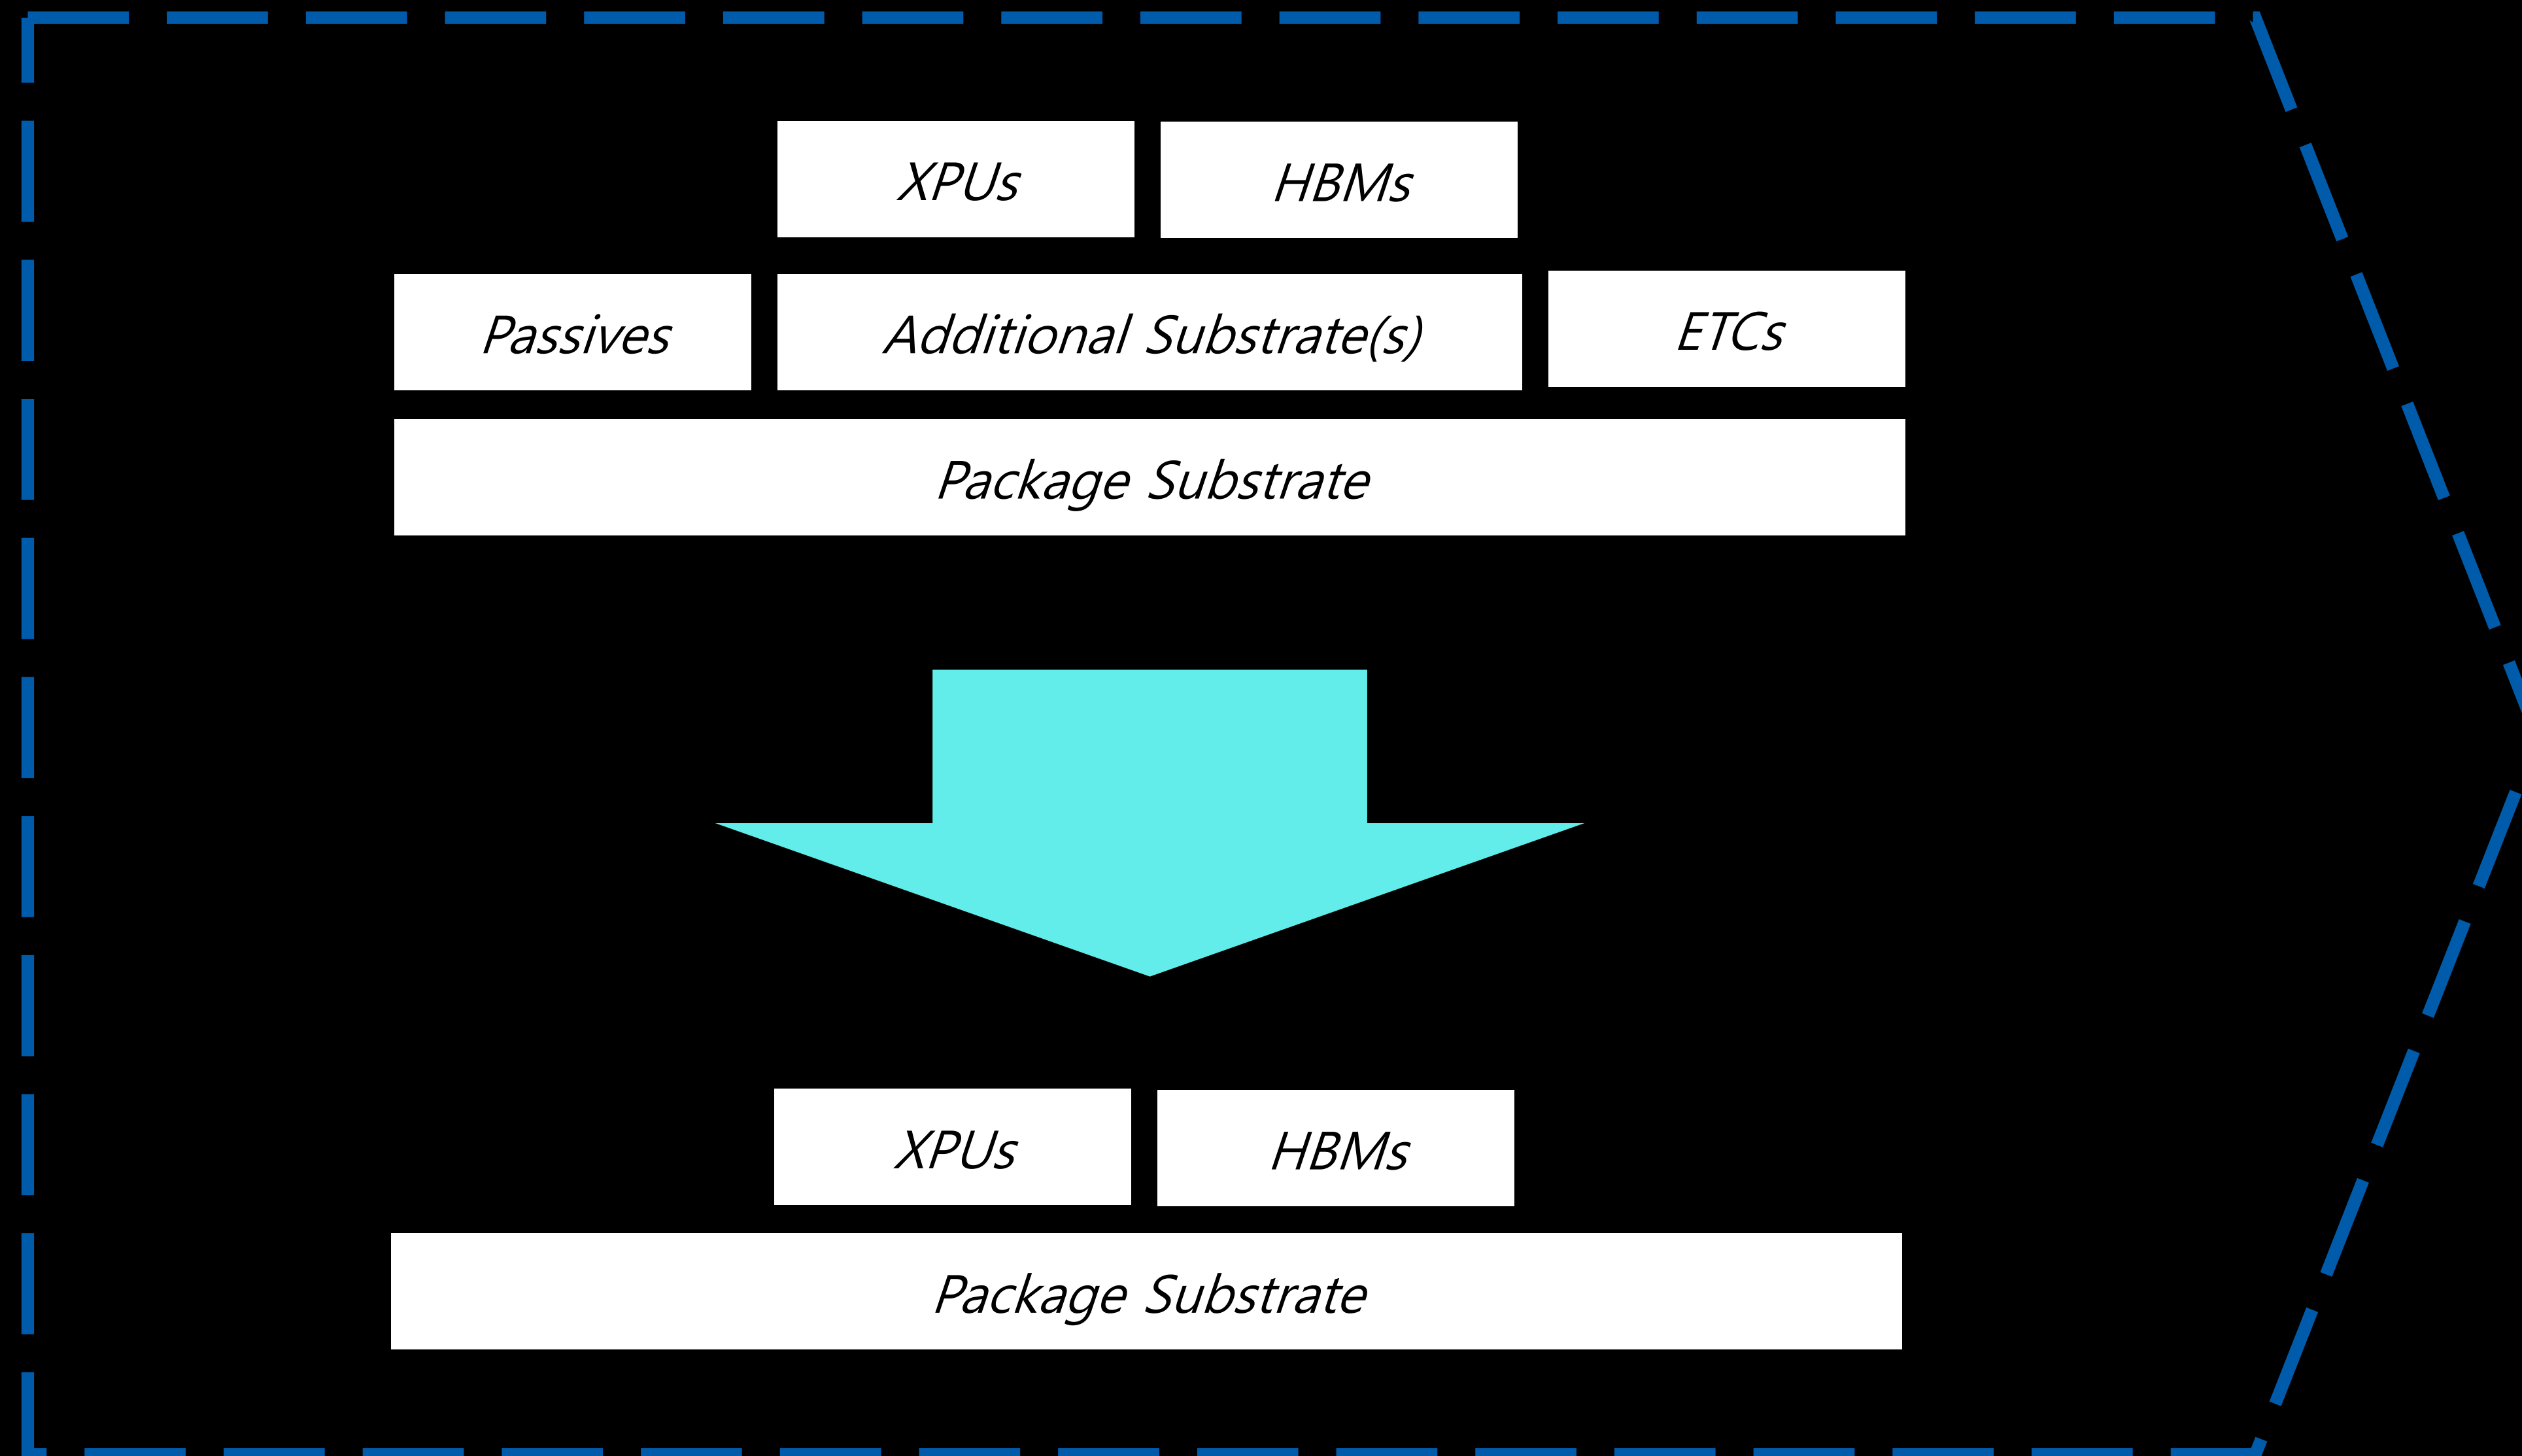 XPUs
HBMs
Passives
Additional Substrate(s)
ETCs
Package Substrate
XPUs
HBMs
Package Substrate